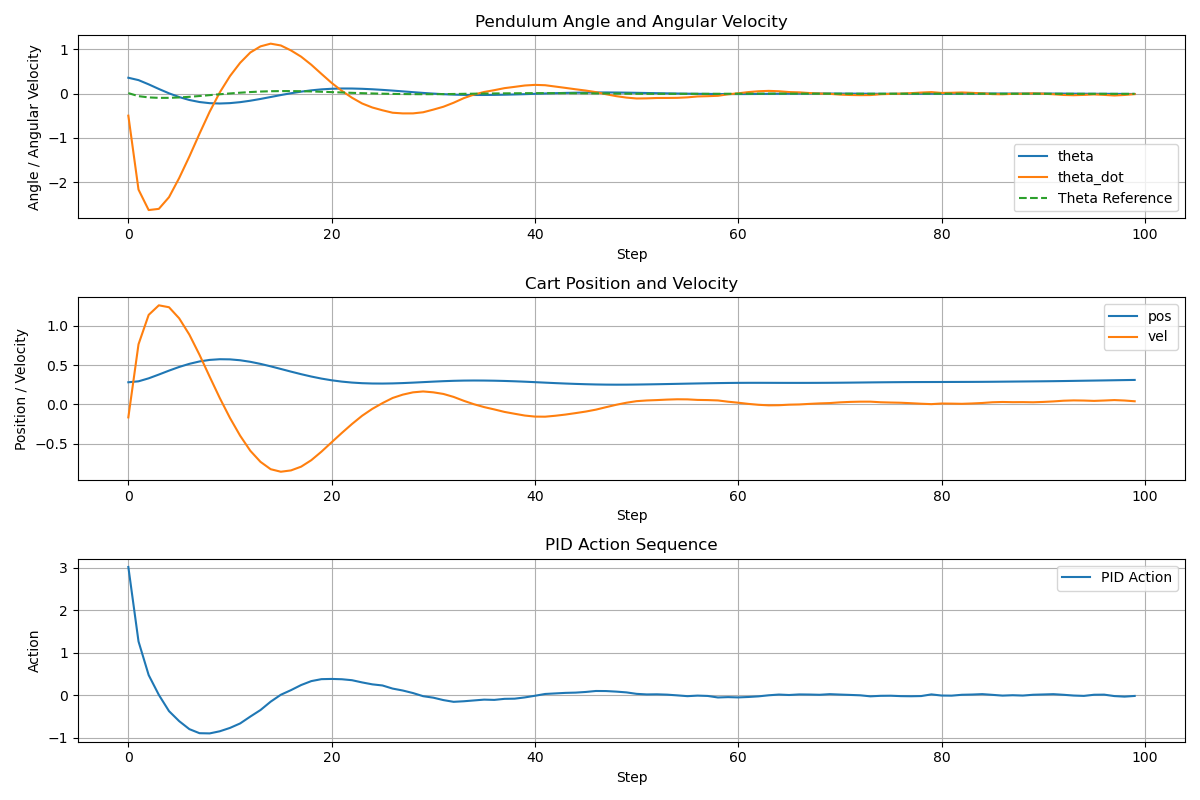 Pendulum Angle and Angular Velocity
Angle / Angular Velocity
1
0
−1
−2
theta
theta_dot
Theta Reference
0 20 40 60 80 100
Step
Cart Position and Velocity
Position / Velocity
1.0
0.5
0.0
−0.5
pos
vel
0 20 40 60 80 100
Step
PID Action Sequence
Action
3
2
1
0
−1
PID Action
0 20 40 60 80 100
Step